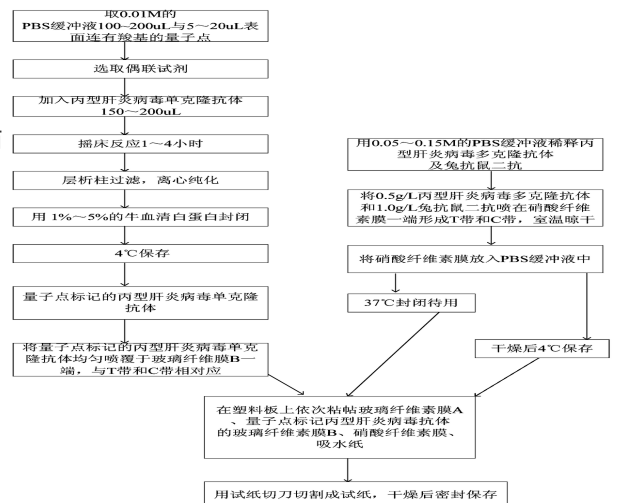 取0.01M的
PBS缓冲液100-200uL与5～20uL表
面连有羧基的量子点
选取偶联试剂
加入丙型肝炎病毒单克隆抗体
150～200uL
摇床反应1～4小时
层析柱过滤，离心纯化
用 1%～5%的牛血清白蛋白封闭
4℃保存
量子点标记的丙型肝炎病毒单克隆
抗体
将量子点标记的丙型肝炎病毒单克
隆抗体均匀喷覆于玻璃纤维膜B一
端，与T带和C带相对应
用0.05～0.15M的PBS缓冲液稀释丙
型肝炎病毒多克隆抗体
及兔抗鼠二抗
将0.5g/L丙型肝炎病毒多克隆抗体
和1.0g/L兔抗鼠二抗喷在硝酸纤维
素膜一端形成T带和C带，室温晾干
将硝酸纤维素膜放入PBS缓冲液中
37℃封闭待用
干燥后4℃保存
在塑料板上依次粘帖玻璃纤维素膜A
、量子点标记丙型肝炎病毒抗体
的玻璃纤维素膜B、硝酸纤维素膜、
吸水纸
用试纸切刀切割成试纸，干燥后密封保存